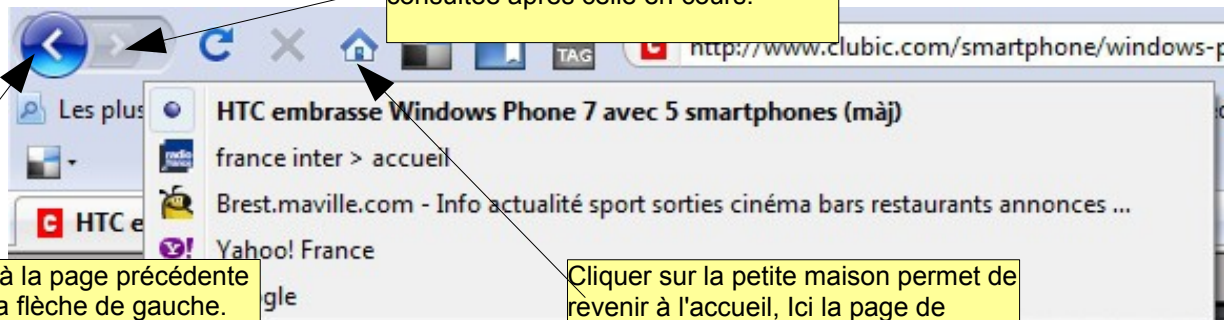 consultée après celle en cours.
TAG
http://www.clubic.com/smartphone/windows-p
Les plus
HTC embrasse Windows Phone 7 avec 5 smartphones (màj)
france inter > accueil
Brest.maville.com - Info actualité sport sorties cinéma bars restaurants annonces ...
HTC e
Yahoo! France
à la page précédente
a flèche de gauche.
gle
Cliquer sur la petite maison permet de
revenir à l'accueil, Ici la page de